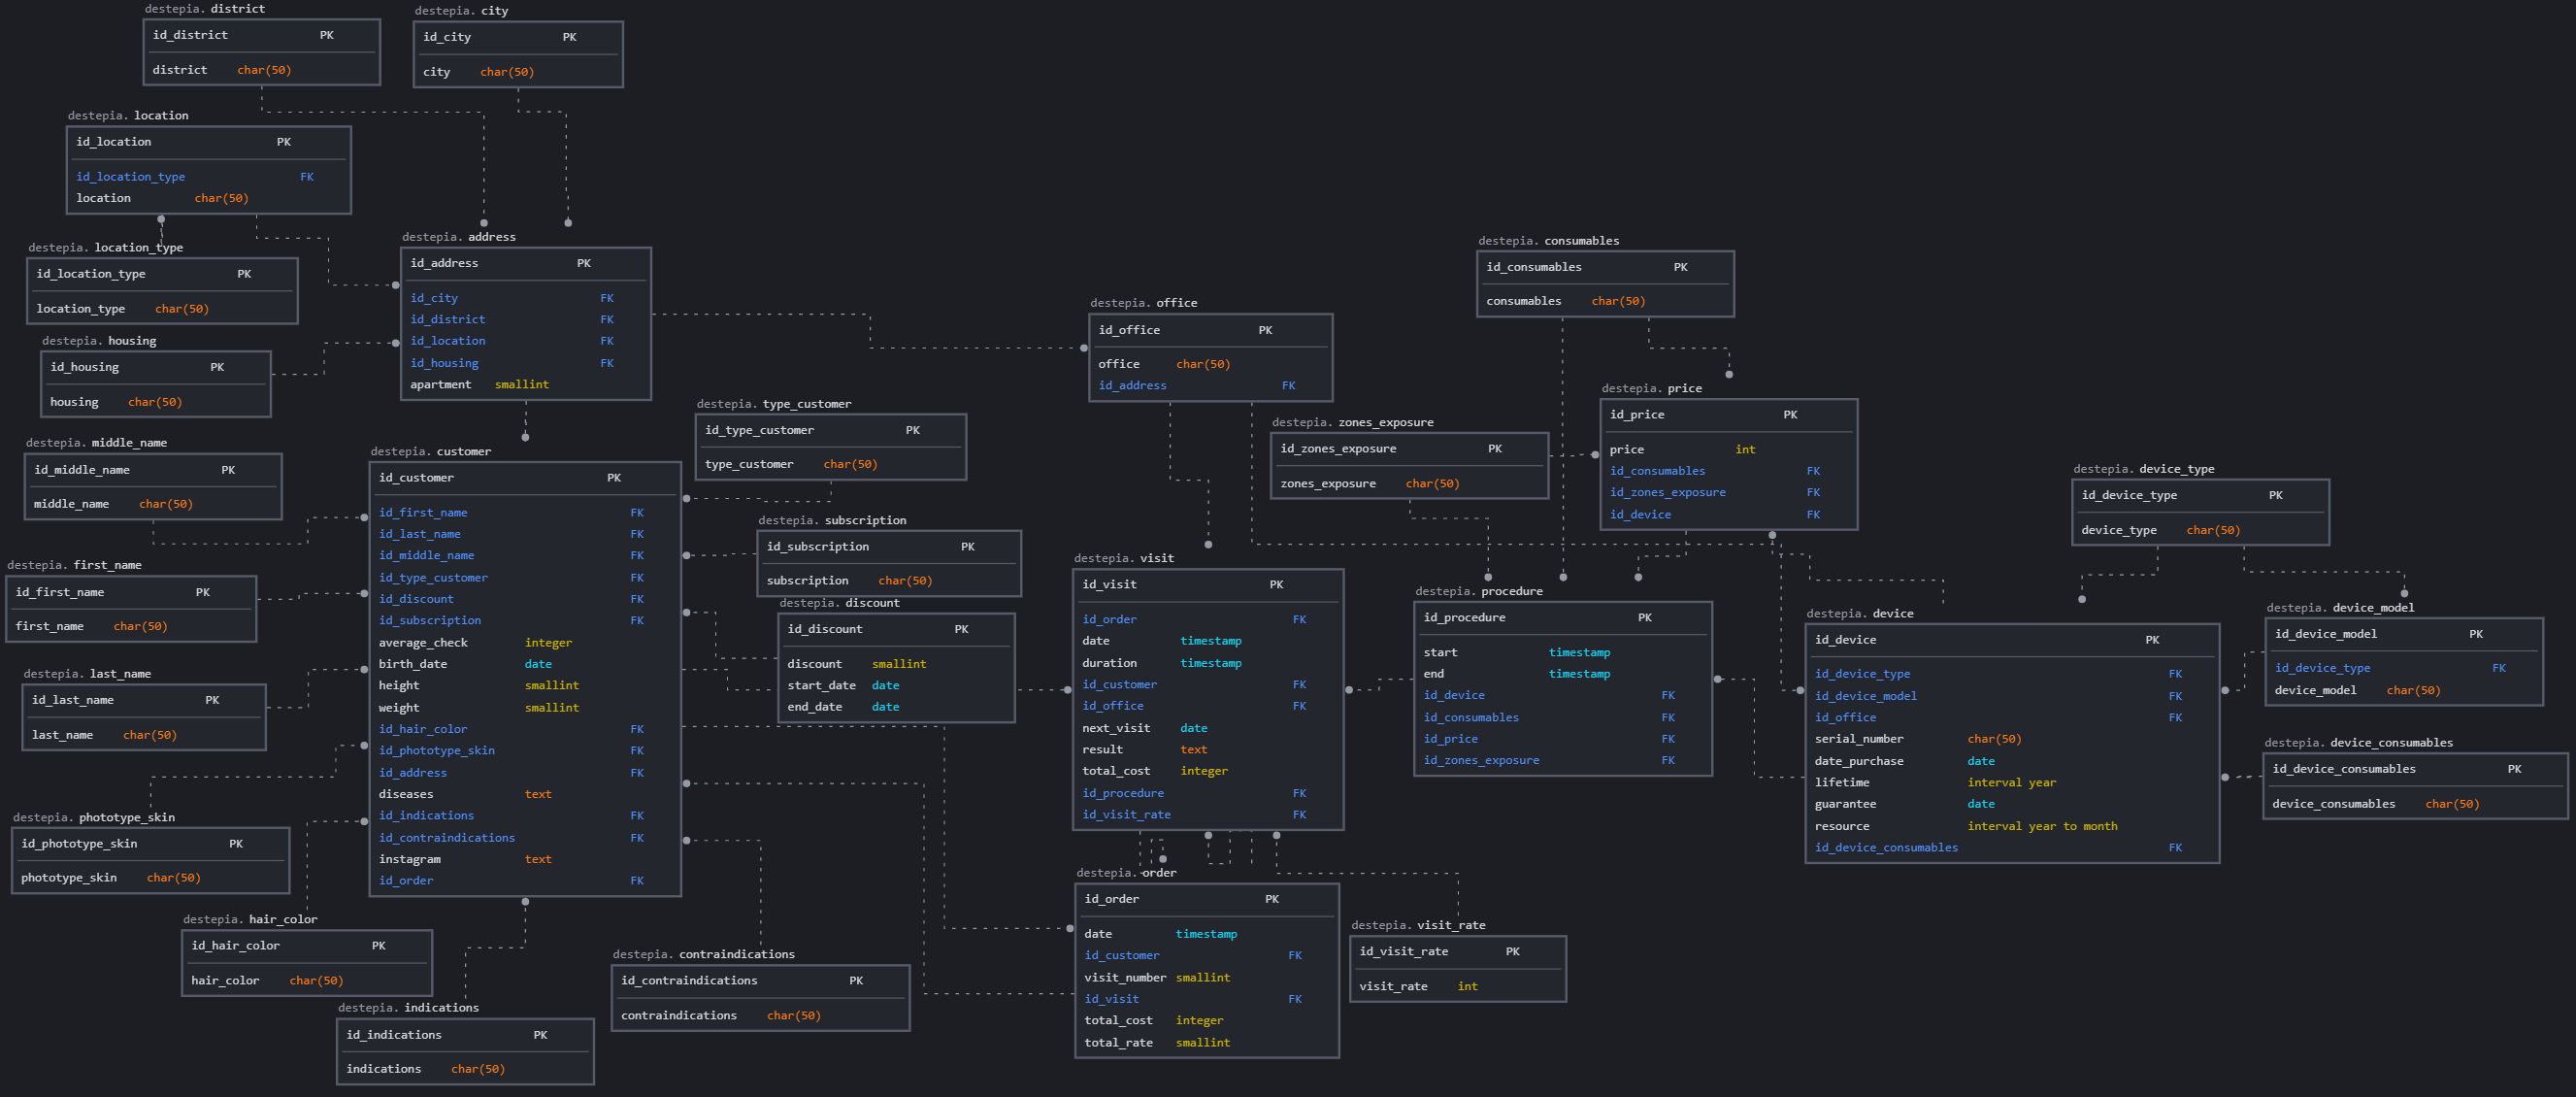 destepia. district
id_district PK
district char(50)
destepia. city
id_city PK
city char(50)
destepia. location
id_location PK
id_location_type FK
location char(50)
destepia. location_type
id_location_type PK
location_type char(50)
destepia. housing
id_housing PK
housing char(50)
destepia. address
id_address PK
id_city FK
id_district FK
id_location FK
id_housing FK
apartment smallint
destepia. middle_name
id_middle_name PK
middle_name char(50)
destepia. first_name
id_first_name PK
first_name char(50)
destepia. last_name
id_last_name PK
last_name char(50)
destepia. phototype_skin
id_phototype_skin PK
phototype_skin char(50)
destepia. hair_color
id_hair_color PK
hair_color char(50)
destepia. indications
id_indications PK
indications char(50)
destepia. customer
id_customer PK
id_first_name FK
id_last_name FK
id_middle_name FK
id_type_customer FK
id_discount FK
id_subscription FK
average_check integer
birth_date date
height smallint
weight smallint
id_hair_color FK
id_phototype_skin FK
id_address FK
diseases text
id_indications FK
id_contraindications FK
instagram text
id_order FK
destepia. type_customer
id_type_customer PK
type_customer char(50)
destepia. subscription
id_subscription PK
subscription char(50)
destepia. discount
id_discount PK
discount smallint
start_date date
end_date date
destepia. contraindications
id_contraindications PK
contraindications char(50)
destepia. office
id_office PK
office char(50)
id_address FK
destepia. visit
id_visit PK
id_order FK
date timestamp
duration timestamp
id_customer FK
id_office FK
next_visit date
result text
total_cost integer
id_procedure FK
id_visit_rate FK
destepia. order
id_order PK
date timestamp
id_customer FK
visit_number smallint
id_visit FK
total_cost integer
total_rate smallint
destepia. visit_rate
id_visit_rate PK
visit_rate int
destepia. consumables
id_consumables PK
consumables char(50)
destepia. zones_exposure
id_zones_exposure PK
zones_exposure char(50)
destepia. price
id_price PK
price int
id_consumables FK
id_zones_exposure FK
id_device FK
destepia. procedure
id_procedure PK
start timestamp
end timestamp
id_device FK
id_consumables FK
id_price FK
id_zones_exposure FK
destepia. device_type
id_device_type PK
device_type char(50)
destepia. device
id_device PK
id_device_type FK
id_device_model FK
id_office FK
serial_number char(50)
date_purchase date
lifetime interval year
guarantee date
resource interval year to month
id_device_consumables FK
destepia. device_model
id_device_model PK
id_device_type FK
device_model char(50)
destepia. device_consumables
id_device_consumables PK
device_consumables char(50)